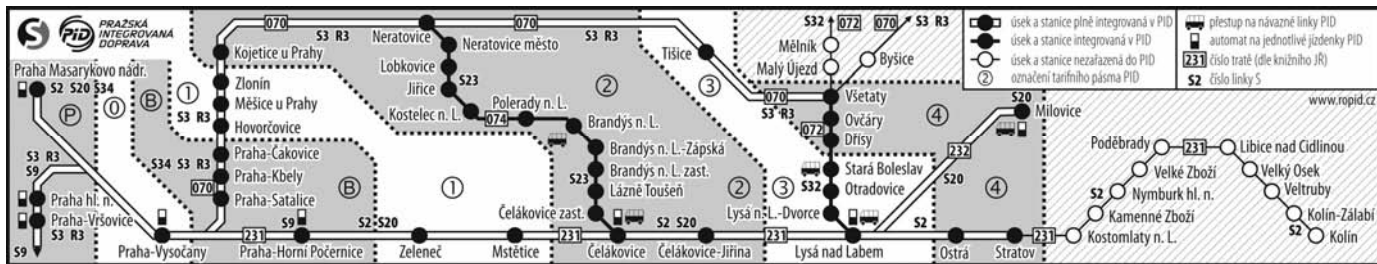 S PiD PRAŽSKÁ
INTEGROVANÁ
DOPRAVA
Praha Masarykovo nádr.
S2 S20 S34
P
0
B
1
S3 R3
S9
Praha hl. n.
Praha-Vršovice
S3 R3
S9
Praha-Vysočany
070
Kojetice u Prahy
Zlonín
Měšice u Prahy
S3 R3
Hovorčovice
Praha-Čakovice
S34 S3 R3
Praha-Kbely
070
Praha-Satalice
231
S9
Praha-Horní Počernice
B
S2 S20
1
Zeleneč
Mstětice
231
S3 R3
Neratovice
070
S3 R3
Neratovice město
Lobkovice
S23
Jiřice
Kostelec n. L.
074
Polerady n. L.
Brandýs n. L.
Brandýs n. L.-Zápská
Brandýs n. L. zast.
S23
Lázně Toušeň
Čelákovice zast.
Čelákovice
S2 S20
Čelákovice-Jiřina
2
2
231
Tišice
3
070
S3 R3
S32 072 070 S3 R3
Mělník
Malý Újezd
Byšice
Všetaty
Ovčáry
072
Dřísy
Stará Boleslav
S32
Otradovice
3
Lysá n. L.-Dvorce
Lysá nad Labem
4
S20
Milovice
232
S20
4
S2
Ostrá
Stratov
231
Kostomlaty n. L.
Kamenné Zboží
S2
Nymburk hl. n.
Velké Zboží
Poděbrady
231
Libice nad Cidlinou
Velký Osek
Veltruby
Kolín-Zálabí
S2
Kolín
úsek a stanice plně integrovaná v PID
úsek a stanice integrovaná v PID
úsek a stanice nezařazená do PID
2 označení tarifního pásma PID
přestup na návazné linky PID
automat na jednotlivé jízdenky PID
231 číslo tratě (dle knižního JŘ)
S2 číslo linky S
www.ropid.cz